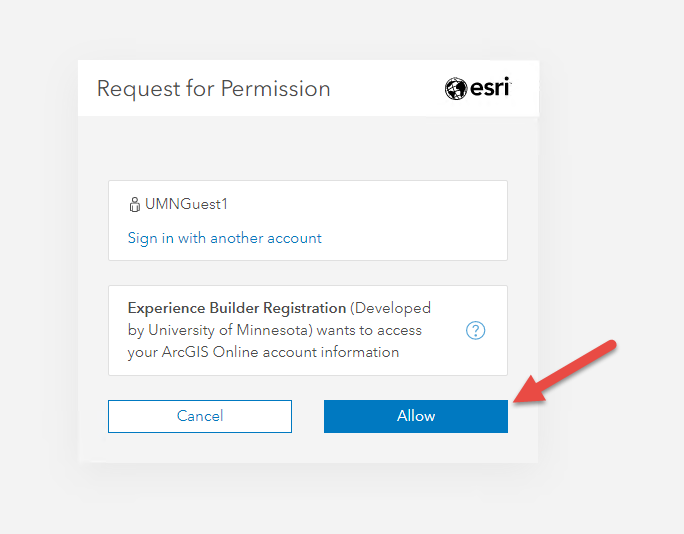 Request for Permission
esri
UMNGuest1
Sign in with another account
Experience Builder Registration (Developed
by University of Minnesota) wants to access
your ArcGIS Online account information
?
Cancel
Allow